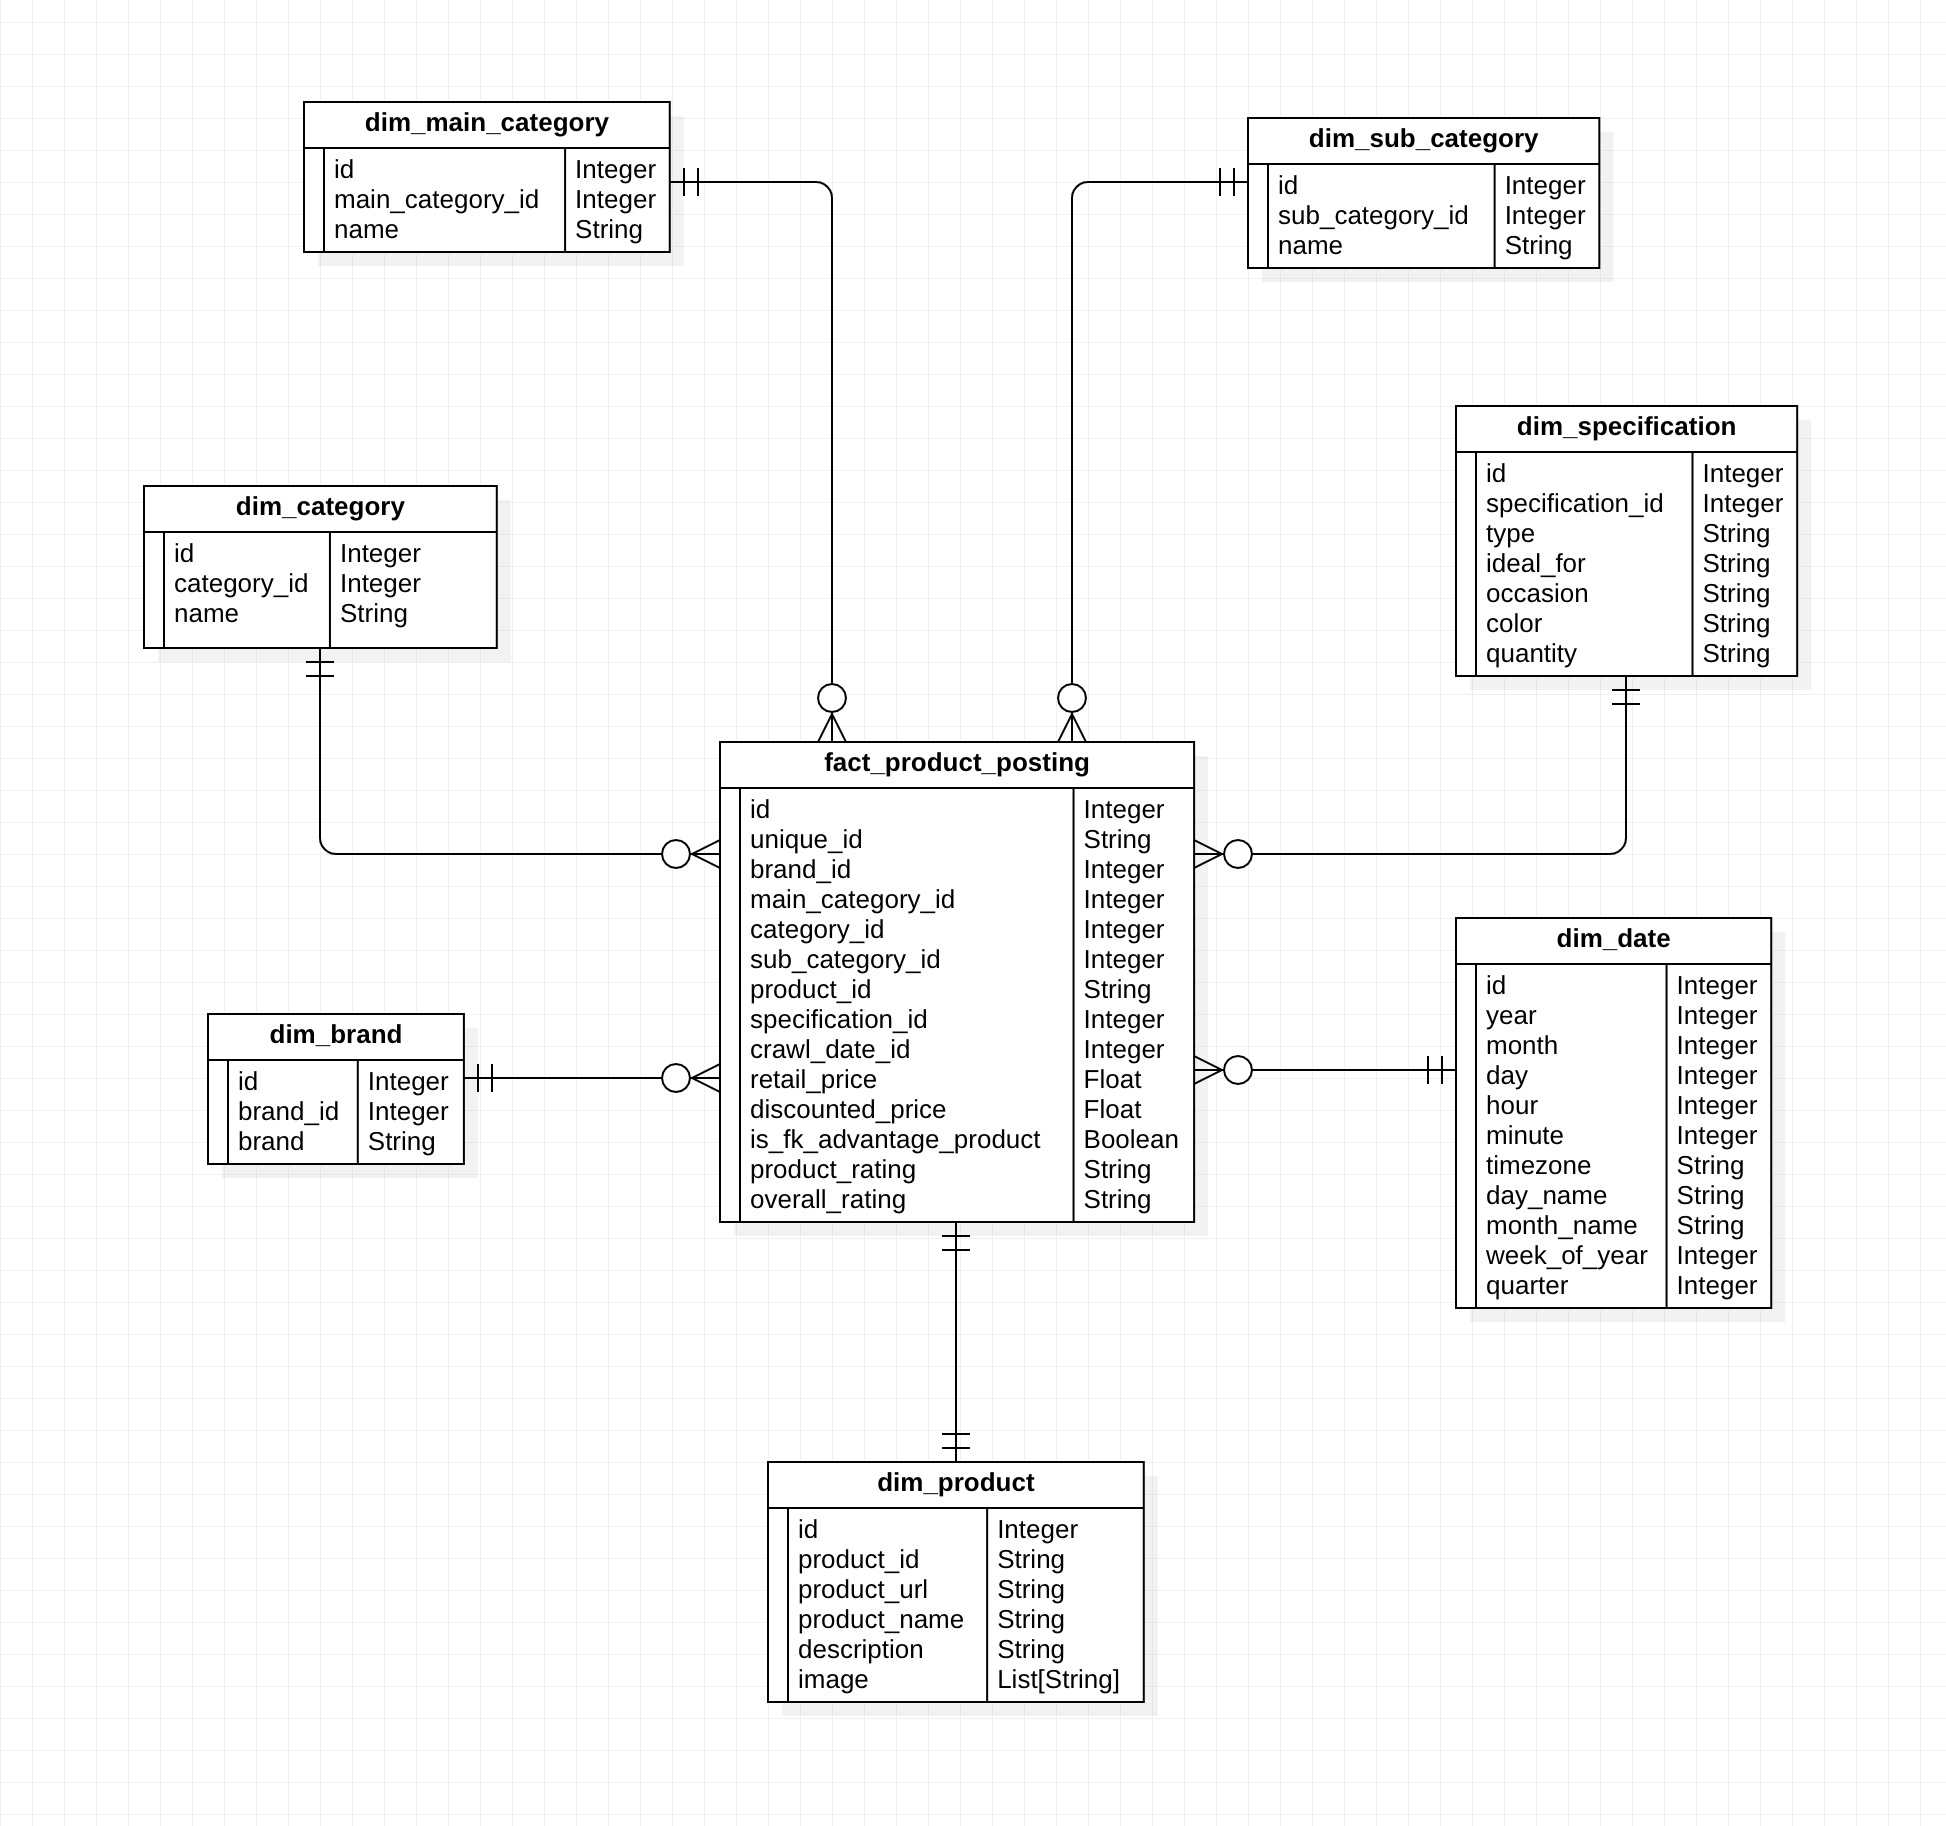 dim_main_category
id Integer
main_category_id Integer
name String
dim_sub_category
id Integer
sub_category_id Integer
name String
dim_specification
id Integer
specification_id Integer
type String
ideal_for String
occasion String
color String
quantity String
dim_category
id Integer
category_id Integer
name String
fact_product_posting
id Integer
unique_id String
brand_id Integer
main_category_id Integer
category_id Integer
sub_category_id Integer
product_id String
specification_id Integer
crawl_date_id Integer
retail_price Float
discounted_price Float
is_fk_advantage_product Boolean
product_rating String
overall_rating String
dim_date
id Integer
year Integer
month Integer
day Integer
hour Integer
minute Integer
timezone String
day_name String
month_name String
week_of_year Integer
quarter Integer
dim_brand
id Integer
brand_id Integer
brand String
dim_product
id Integer
product_id String
product_url String
product_name String
description String
image List[String]